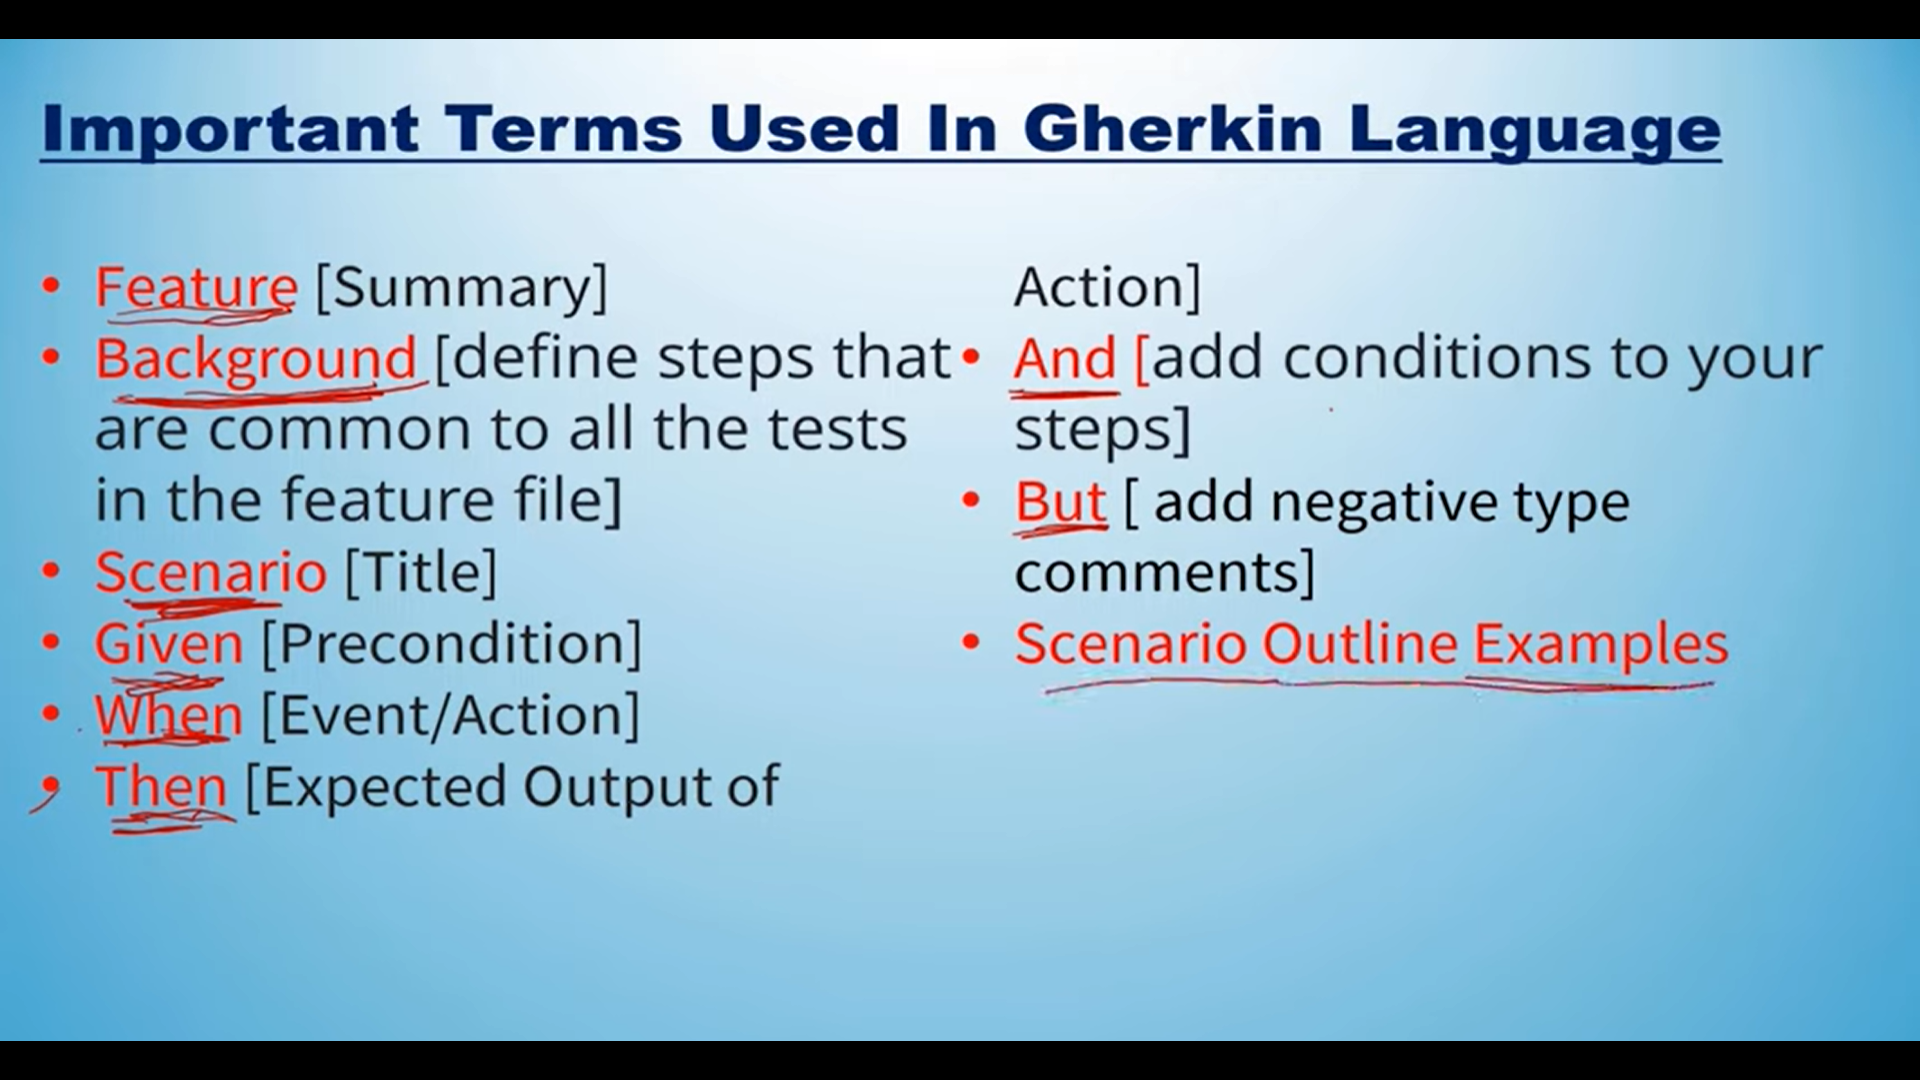 Important Terms Used In Gherkin Language
• Feature [Summary]
• Background [define steps that
are common to all the tests
in the feature file]
• Scenario [Title]
• Given [Precondition]
• When [Event/Action]
• Then [Expected Output of
Action]
• And [add conditions to your
steps]
• But [ add negative type
comments]
• Scenario Outline Examples